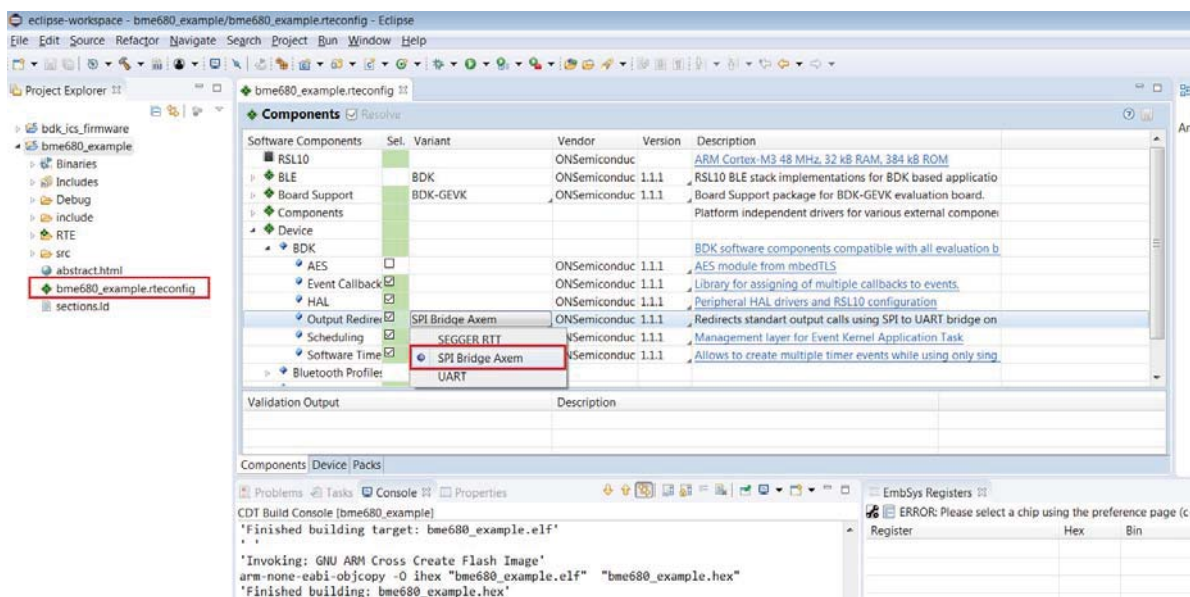 eclipse-workspace - bme680_example/bme680_example.rteconfig - Eclipse
File Edit Source Refactor Navigate Search Project Run Window Help
Project Explorer
bdk_ics_firmware
bme680_example
Binaries
Includes
Debug
include
RTE
src
abstract.html
bme680_example.rteconfig
sections.ld
bme680_example.rteconfig
Components Resolve
Software Components Sel. Variant Vendor Version Description
RSL10 ONSemiconduc ARM Cortex-M3 48 MHz, 32 kB RAM, 384 kB ROM
BLE BDK ONSemiconduc 1.1.1 RSL10 BLE stack implementations for BDK based applicatio
Board Support BDK-GEVK ONSemiconduc 1.1.1 Board Support package for BDK-GEVK evaluation board.
Components Platform independent drivers for various external compone
Device
BDK BDK software components compatible with all evaluation b
AES ONSemiconduc 1.1.1 AES module from mbedTLS
Event Callback ONSemiconduc 1.1.1 Library for assigning of multiple callbacks to events.
HAL ONSemiconduc 1.1.1 Peripheral HAL drivers and RSL10 configuration
Output Redirec SPI Bridge Axem ONSemiconduc 1.1.1 Redirects standart output calls using SPI to UART bridge on
Scheduling SEGGER RTT NSemiconduc 1.1.1 Management layer for Event Kernel Application Task
Software Time SPI Bridge Axem NSemiconduc 1.1.1 Allows to create multiple timer events while using only sing
Bluetooth Profiles UART
Validation Output Description
Components Device Packs
Problems Tasks Console Properties
CDT Build Console [bme680_example]
'Finished building target: bme680_example.elf'
' '
'Invoking: GNU ARM Cross Create Flash Image'
arm-none-eabi-objcopy -O ihex "bme680_example.elf" "bme680_example.hex"
'Finished building: bme680_example.hex'
EmbSys Registers
ERROR: Please select a chip using the preference page (c
Register Hex Bin
Ar